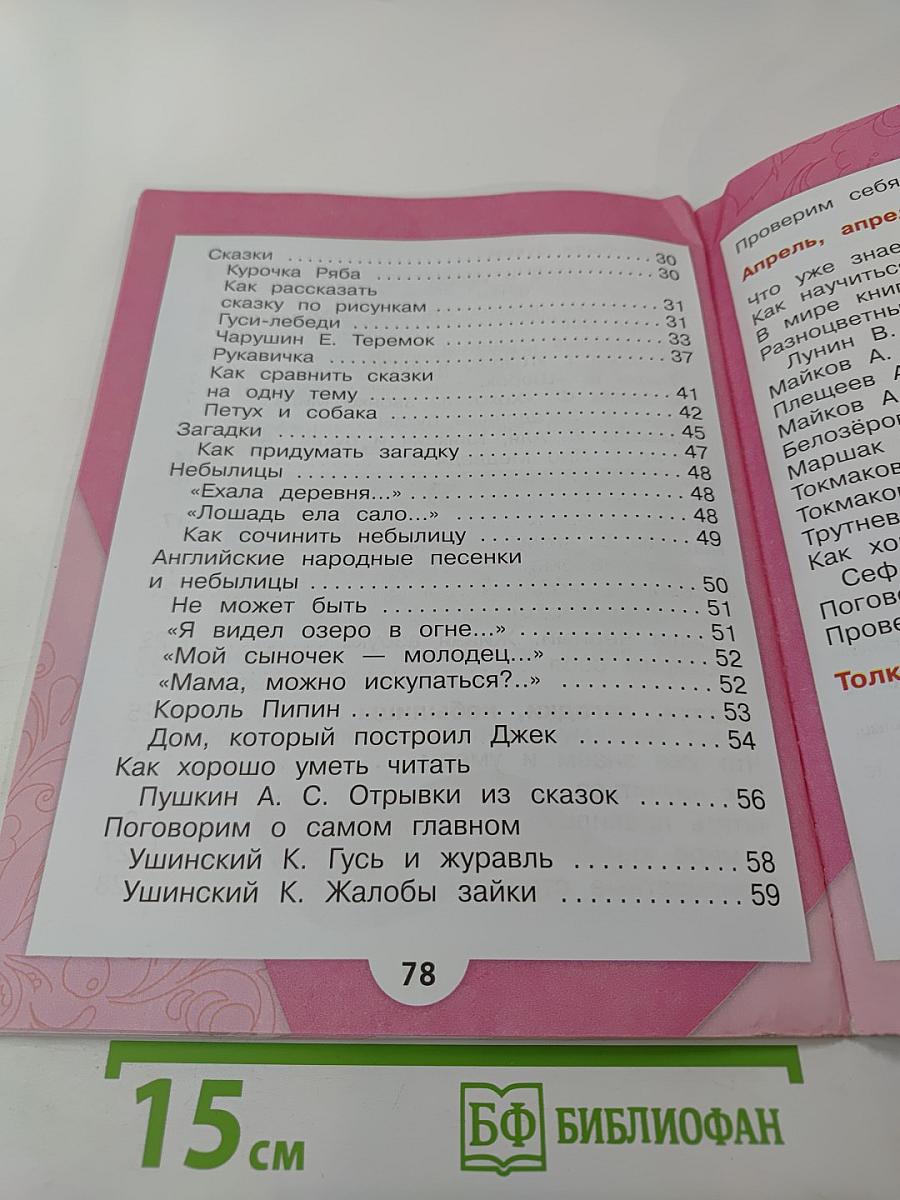 Сказки .......... 30
Курочка Ряба .......... 30
Как рассказать
сказку по рисункам .......... 31
Гуси-лебеди .......... 31
Чарушин Е. Теремок .......... 33
Рукавичка .......... 37
Как сравнить сказки
на одну тему .......... 41
Петух и собака .......... 42
Загадки .......... 45
Как придумать загадку .......... 47
Небылицы .......... 48
«Ехала деревня...» .......... 48
«Лошадь ела сало...» .......... 48
Как сочинить небылицу .......... 49
Английские народные песенки
и небылицы .......... 50
Не может быть .......... 51
«Я видел озеро в огне...» .......... 51
«Мой сыночек — молодец...» .......... 52
«Мама, можно искупаться?..» .......... 52
Король Пипин .......... 53
Дом, который построил Джек .......... 54
Как хорошо уметь читать
Пушкин А. С. Отрывки из сказок ....... 56
Поговорим о самом главном
Ушинский К. Гусь и журавль .......... 58
Ушинский К. Жалобы зайки .......... 59
78
Проверим себя
Апрель,
Что уже
Как научиться
В мире книг
Разноцветны
Лунин В.
Майков А.
Плещеев А
Майков А
Белозёров
Маршак
Токмаков
Токмаков
Трутнев
Как хо
Сеф
Погово
Прове
Толк
15 см
БФ БИБЛИОФАН